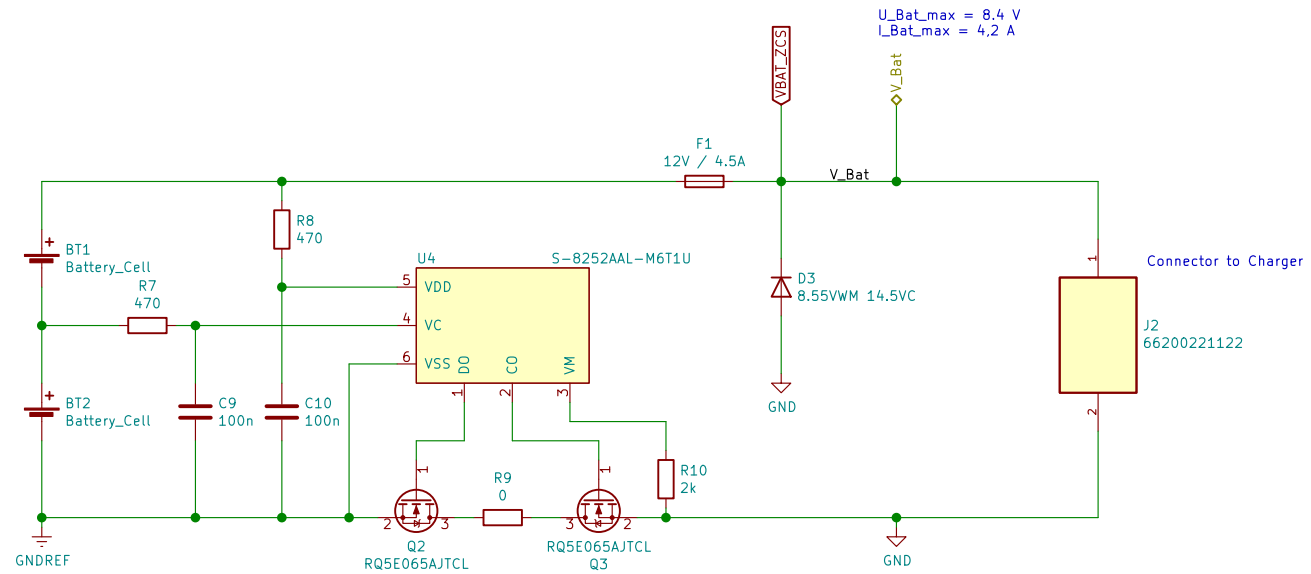 U_Bat_max = 8.4 V
I_Bat_max = 4,2 A
VBAT_ZCS
V_Bat
F1
12V / 4.5A
V_Bat
R8
470
BT1
Battery_Cell
U4
S-8252AAL-M6T1U
Connector to Charger
1
D3
8.55VWM 14.5VC
R7
470
5
VDD
4
VC
6
VSS
DO
CO
VM
1
2
3
J2
66200221122
BT2
Battery_Cell
C9
100n
C10
100n
GND
2
1
1
R9
0
R10
2k
2
3
3
2
Q2
RQ5E065AJTCL
RQ5E065AJTCL
Q3
GNDREF
GND